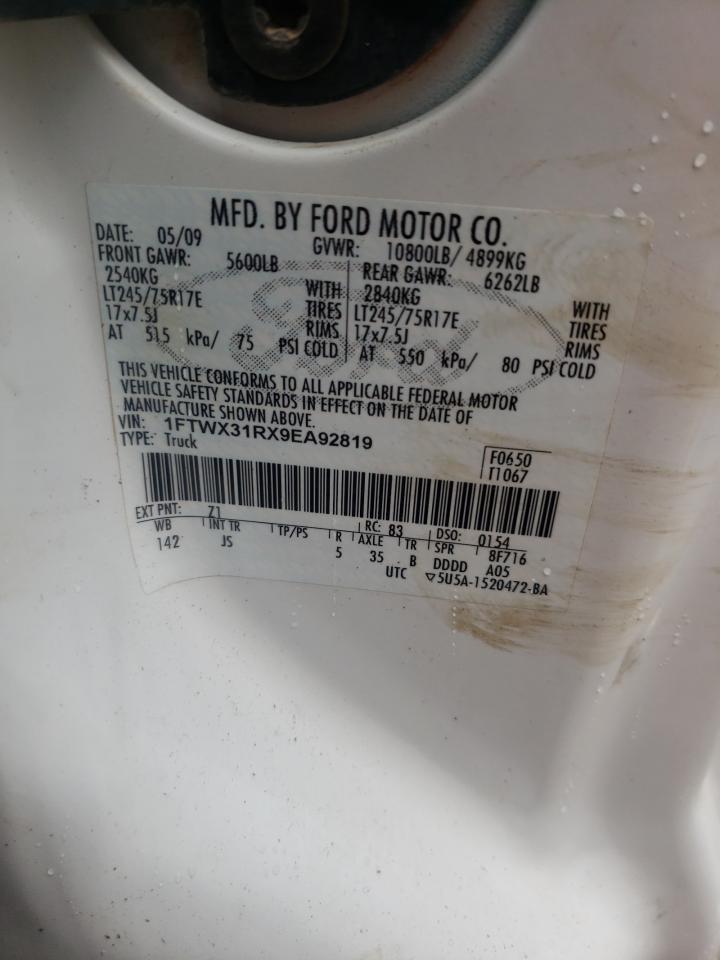 MFD. BY FORD MOTOR CO.
DATE: 05/09 GVWR: 10800LB/ 4899KG
FRONT GAWR: 5600LB REAR GAWR: 6262LB
2540KG WITH 2840KG WITH
LT245/75R17E TIRES LT245/75R17E TIRES
17x7.5J RIMS 17x7.5J RIMS
AT 515 kPa/ 75 PSI COLD AT 550 kPa/ 80 PSI COLD
THIS VEHICLE CONFORMS TO ALL APPLICABLE FEDERAL MOTOR
VEHICLE SAFETY STANDARDS IN EFFECT ON THE DATE OF
MANUFACTURE SHOWN ABOVE.
VIN: 1FTWX31RX9EA92819
TYPE: Truck
F0650
T1067
EXT PNT: Z1 RC: 83 DSO: 0154
WB INT TR TP/PS R AXLE TR SPR 8F716
142 JS 5 35 B DDDD A05
UTC ▽5U5A-1520472-BA
Ford